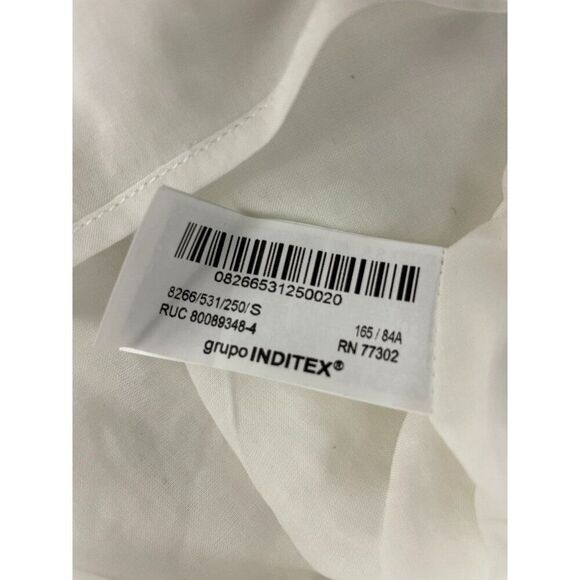 08266531250020
8266/531/250/S
RUC 80089348-4
165 / 84A
RN 77302
grupo INDITEX®